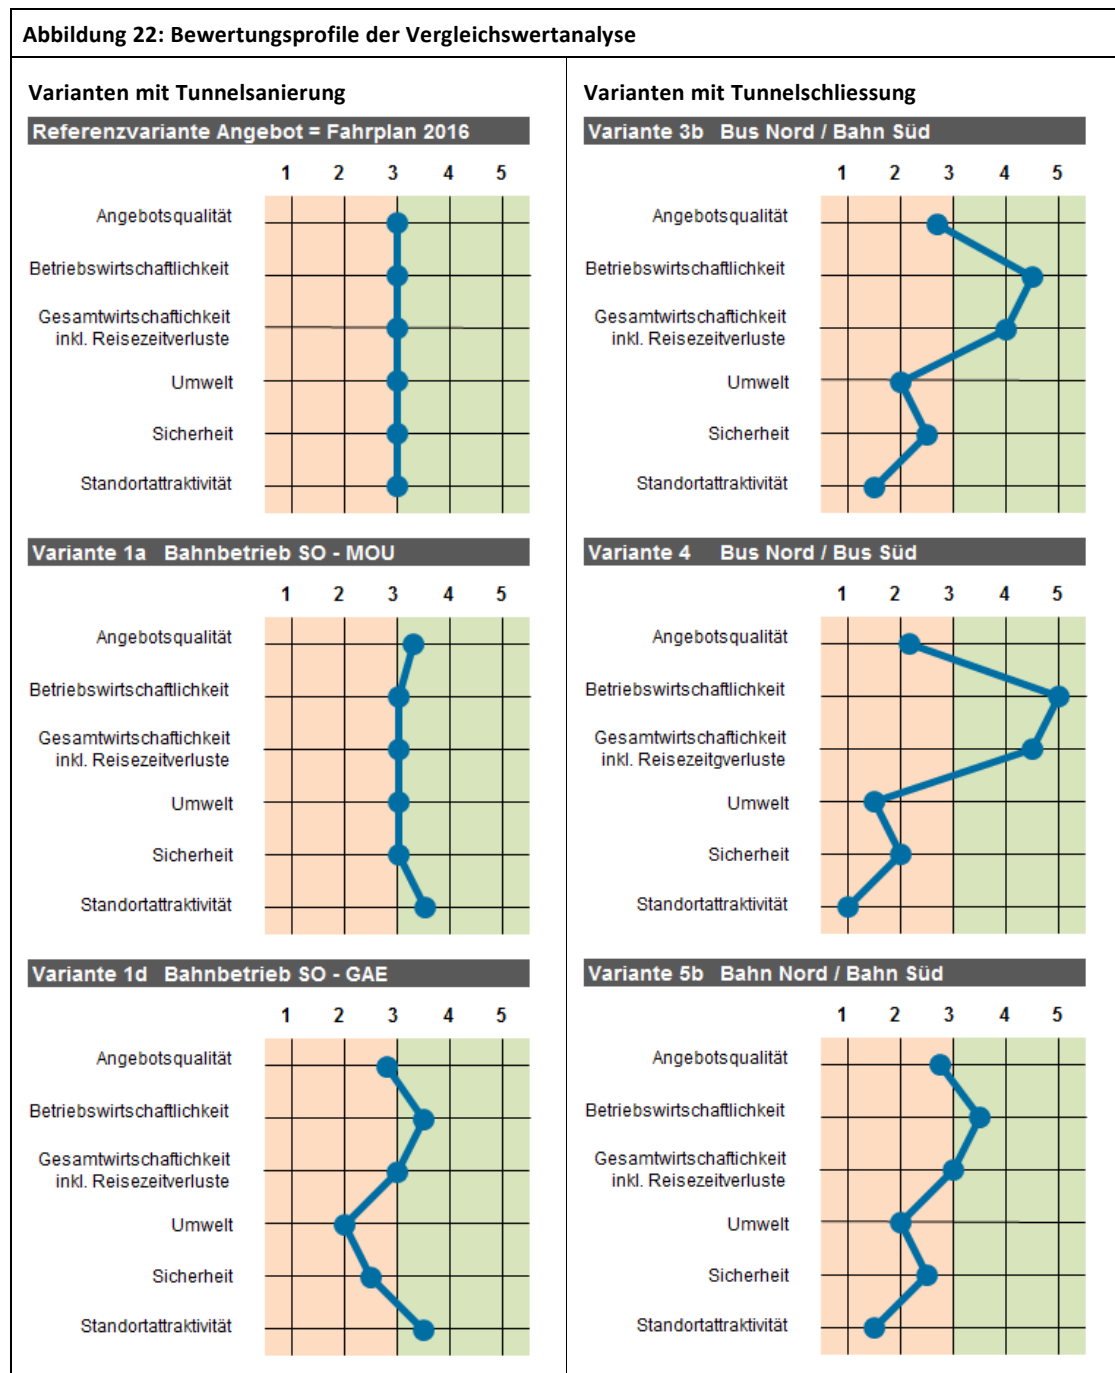 Abbildung 22: Bewertungsprofile der Vergleichswertanalyse
Varianten mit Tunnelsanierung
Referenzvariante Angebot = Fahrplan 2016
1 2 3 4 5
Angebotsqualität
Betriebswirtschaftlichkeit
Gesamtwirtschaftichkeit
inkl. Reisezeitverluste
Umwelt
Sicherheit
Standortattraktivität
Variante 1a Bahnbetrieb SO - MOU
1 2 3 4 5
Angebotsqualität
Betriebswirtschaftlichkeit
Gesamtwirtschaftichkeit
inkl. Reisezeitverluste
Umwelt
Sicherheit
Standortattraktivität
Variante 1d Bahnbetrieb SO - GAE
1 2 3 4 5
Angebotsqualität
Betriebswirtschaftlichkeit
Gesamtwirtschaftichkeit
inkl. Reisezeitverluste
Umwelt
Sicherheit
Standortattraktivität
Varianten mit Tunnelschliessung
Variante 3b Bus Nord / Bahn Süd
1 2 3 4 5
Angebotsqualität
Betriebswirtschaftlichkeit
Gesamtwirtschaftichkeit
inkl. Reisezeitverluste
Umwelt
Sicherheit
Standortattraktivität
Variante 4 Bus Nord / Bus Süd
1 2 3 4 5
Angebotsqualität
Betriebswirtschaftlichkeit
Gesamtwirtschaftichkeit
inkl. Reisezeitgverluste
Umwelt
Sicherheit
Standortattraktivität
Variante 5b Bahn Nord / Bahn Süd
1 2 3 4 5
Angebotsqualität
Betriebswirtschaftlichkeit
Gesamtwirtschaftichkeit
inkl. Reisezeitverluste
Umwelt
Sicherheit
Standortattraktivität